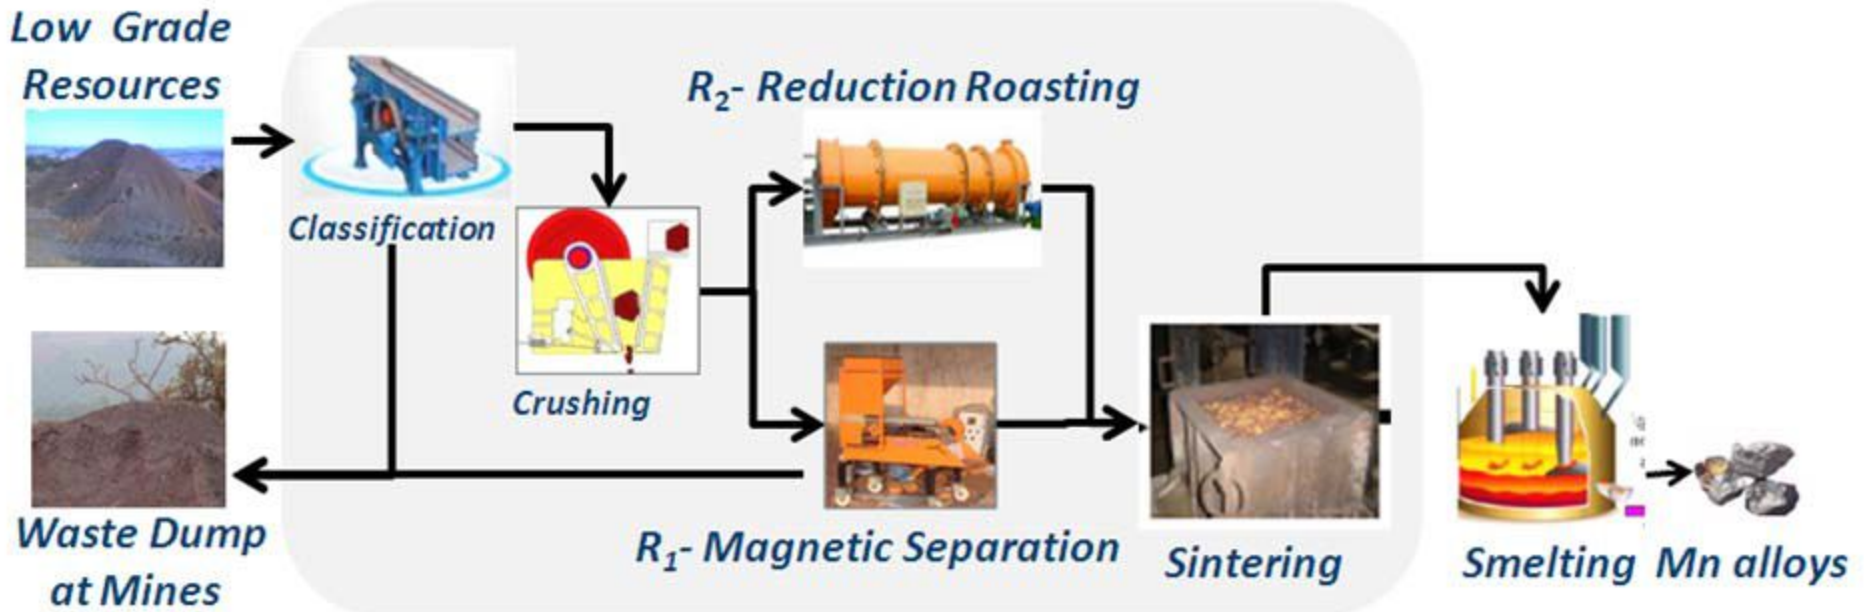 Low Grade
Resources
Classification
Crushing
R₂- Reduction Roasting
R₁- Magnetic Separation
Sintering
Smelting
Mn alloys
Waste Dump
at Mines